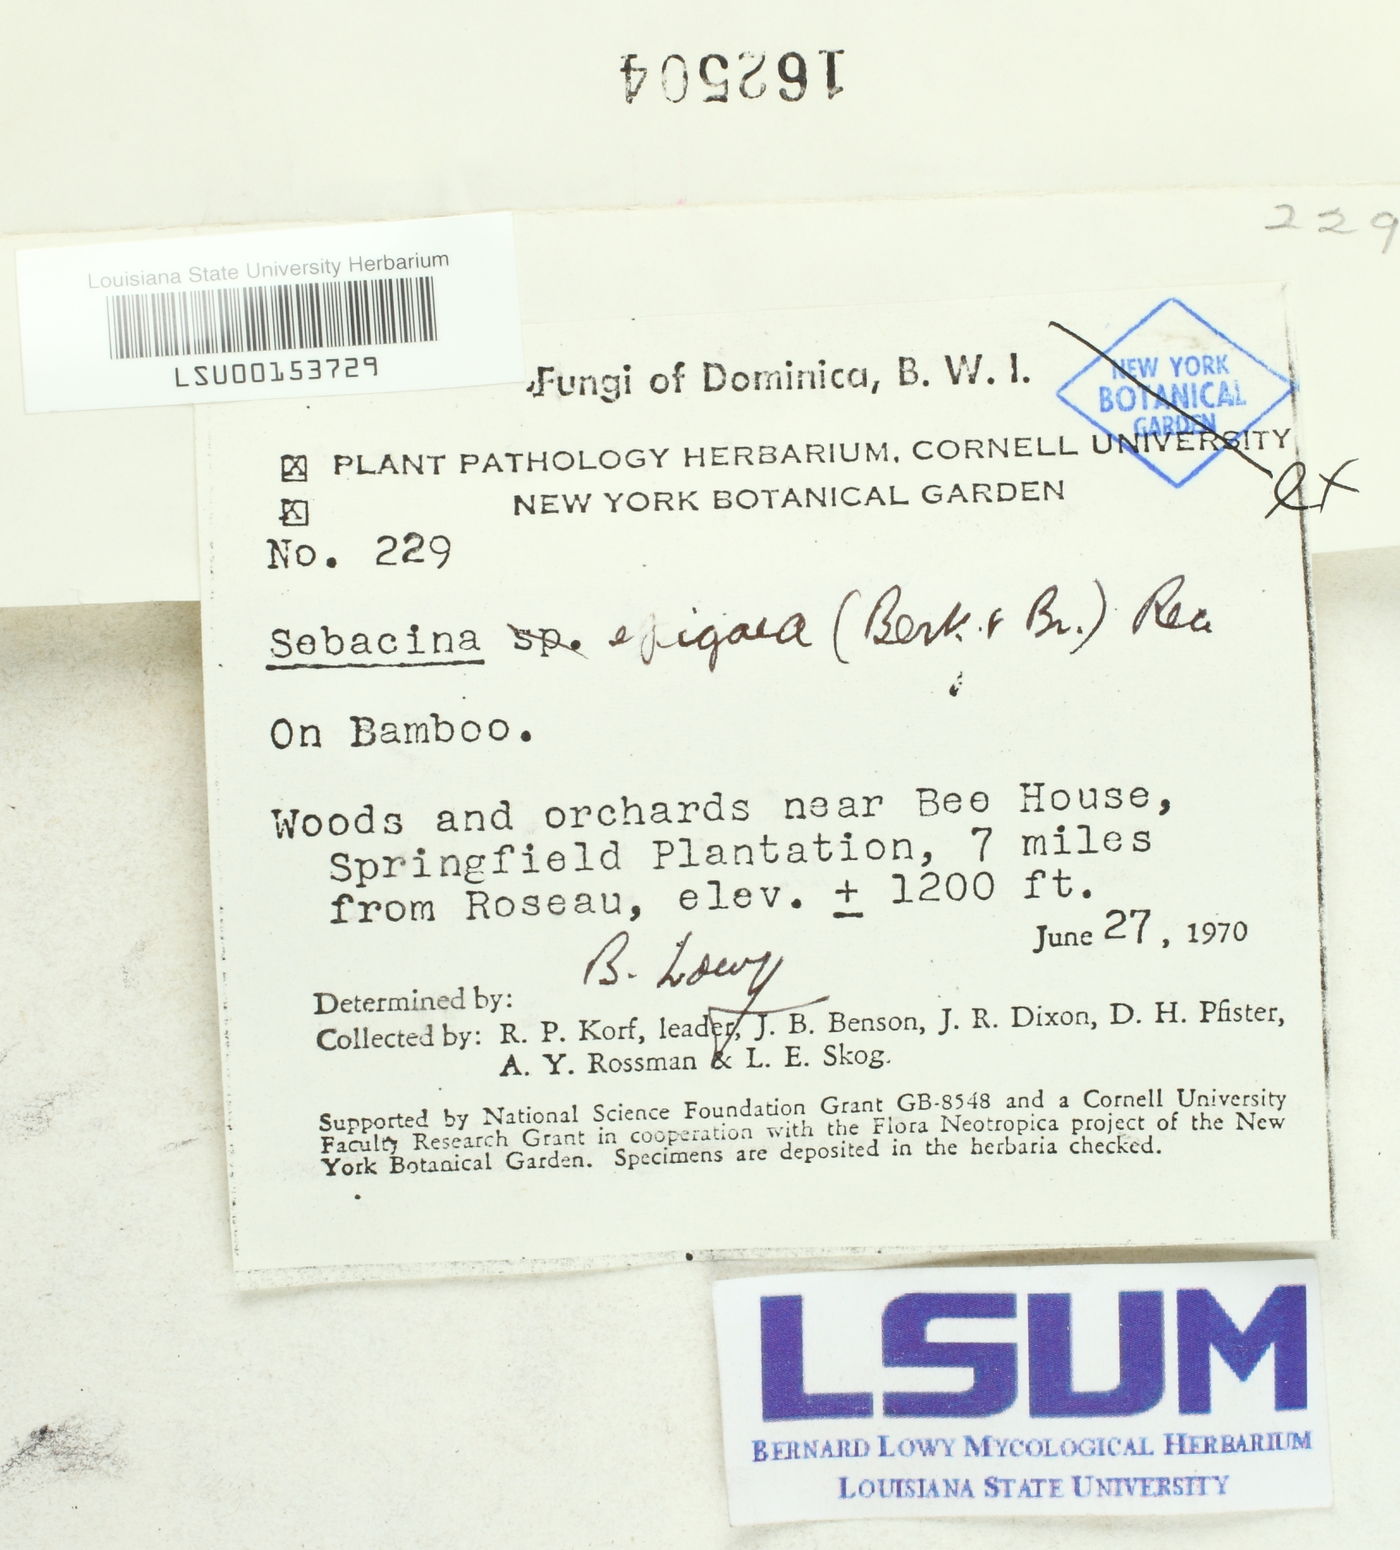 162504
229
Louisiana State University Herbarium
LSU00153729
Fungi of Dominica, B. W. I.
NEW YORK
BOTANICAL
GARDEN
☒ PLANT PATHOLOGY HERBARIUM, CORNELL UNIVERSITY
☒ NEW YORK BOTANICAL GARDEN
ex
No. 229
Sebacina sp. epigaea (Berk. & Br.) Rea
On Bamboo.
Woods and orchards near Bee House,
Springfield Plantation, 7 miles
from Roseau, elev. ± 1200 ft.
June 27, 1970
B. Lowy
Determined by:
Collected by: R. P. Korf, leader, J. B. Benson, J. R. Dixon, D. H. Pfister,
A. Y. Rossman & L. E. Skog.
Supported by National Science Foundation Grant GB-8548 and a Cornell University
Faculty Research Grant in cooperation with the Flora Neotropica project of the New
York Botanical Garden. Specimens are deposited in the herbaria checked.
LSUM
BERNARD LOWY MYCOLOGICAL HERBARIUM
LOUISIANA STATE UNIVERSITY